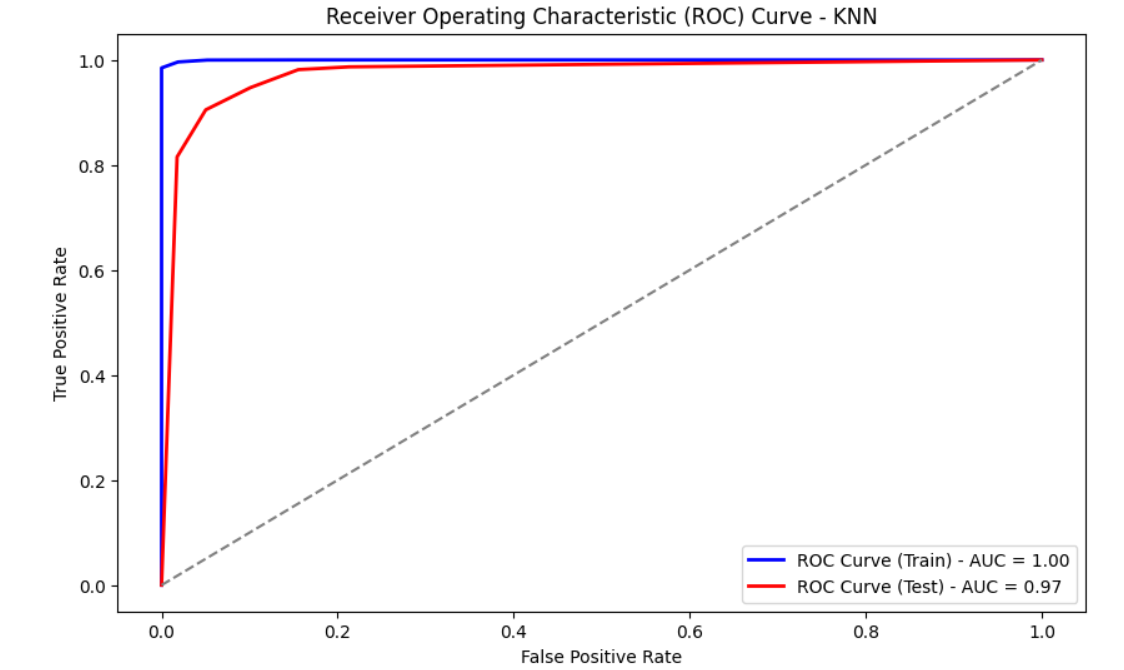 Receiver Operating Characteristic (ROC) Curve - KNN
True Positive Rate
1.0
0.8
0.6
0.4
0.2
0.0
ROC Curve (Train) - AUC = 1.00
ROC Curve (Test) - AUC = 0.97
0.0 0.2 0.4 0.6 0.8 1.0
False Positive Rate